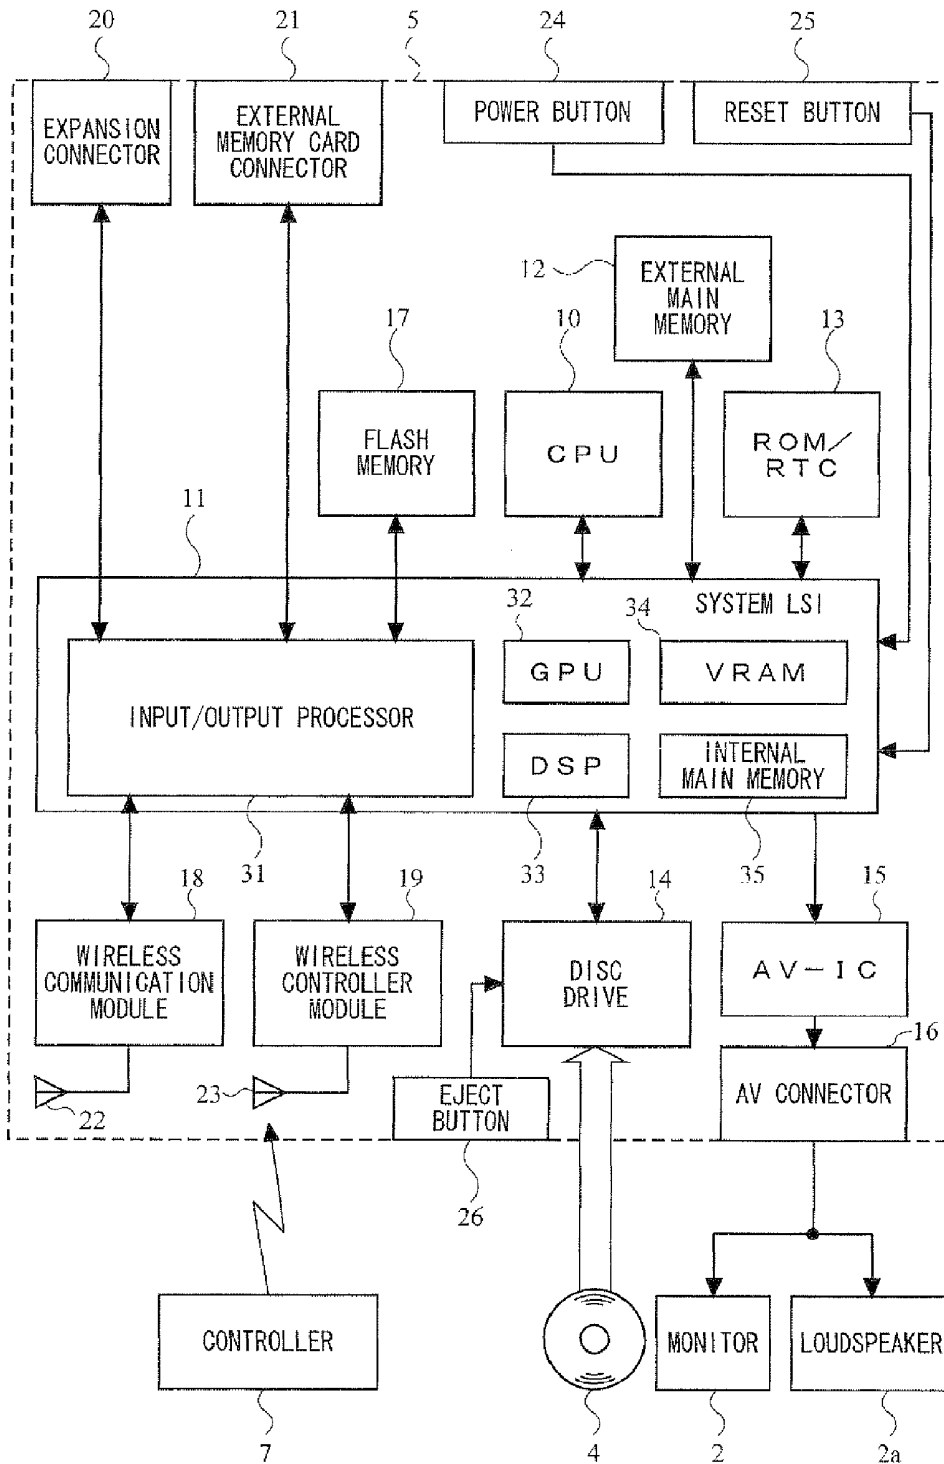 20
21
5
24
25
EXPANSION
CONNECTOR
EXTERNAL
MEMORY CARD
CONNECTOR
POWER BUTTON
RESET BUTTON
12
EXTERNAL
MAIN
MEMORY
17
10
13
FLASH
MEMORY
CPU
ROM/
RTC
11
SYSTEM LSI
32
34
INPUT/OUTPUT PROCESSOR
GPU
VRAM
DSP
INTERNAL
MAIN MEMORY
18
31
19
33
14
35
15
WIRELESS
COMMUNICATION
MODULE
WIRELESS
CONTROLLER
MODULE
DISC
DRIVE
AV-IC
16
22
23
EJECT
BUTTON
AV CONNECTOR
26
CONTROLLER
MONITOR
LOUDSPEAKER
7
4
2
2a